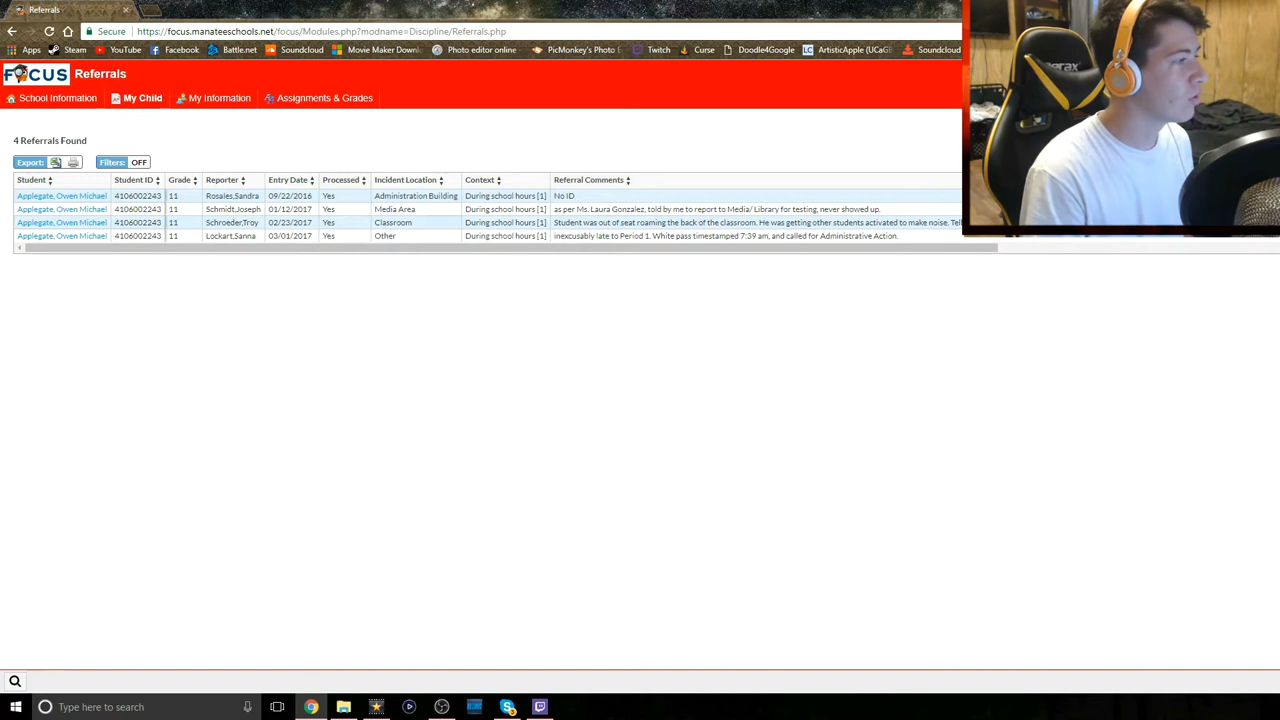 Referrals
Secure https://focus.manateeschools.net/focus/Modules.php?modname=Discipline/Referrals.php
Apps Steam YouTube Facebook Battle.net Soundcloud Movie Maker Downl Photo editor online - PicMonkey's Photo E Twitch Curse Doodle4Google LC ArtisticApple (UCaGE Soundcloud
FOCUS Referrals
School Information My Child My Information Assignments & Grades
4 Referrals Found
Export: Filters: OFF
Student Student ID Grade Reporter Entry Date Processed Incident Location Context Referral Comments
Applegate, Owen Michael 4106002243 11 Rosales,Sandra 09/22/2016 Yes Administration Building During school hours [1] No ID
Applegate, Owen Michael 4106002243 11 Schmidt,Joseph 01/12/2017 Yes Media Area During school hours [1] as per Ms. Laura Gonzalez, told by me to report to Media/ Library for testing, never showed up.
Applegate, Owen Michael 4106002243 11 Schroeder,Troy 02/23/2017 Yes Classroom During school hours [1] Student was out of seat roaming the back of the classroom. He was getting other students activated to make noise. Tell
Applegate, Owen Michael 4106002243 11 Lockart,Sanna 03/01/2017 Yes Other During school hours [1] inexcusably late to Period 1. White pass timestamped 7:39 am, and called for Administrative Action.
Type here to search